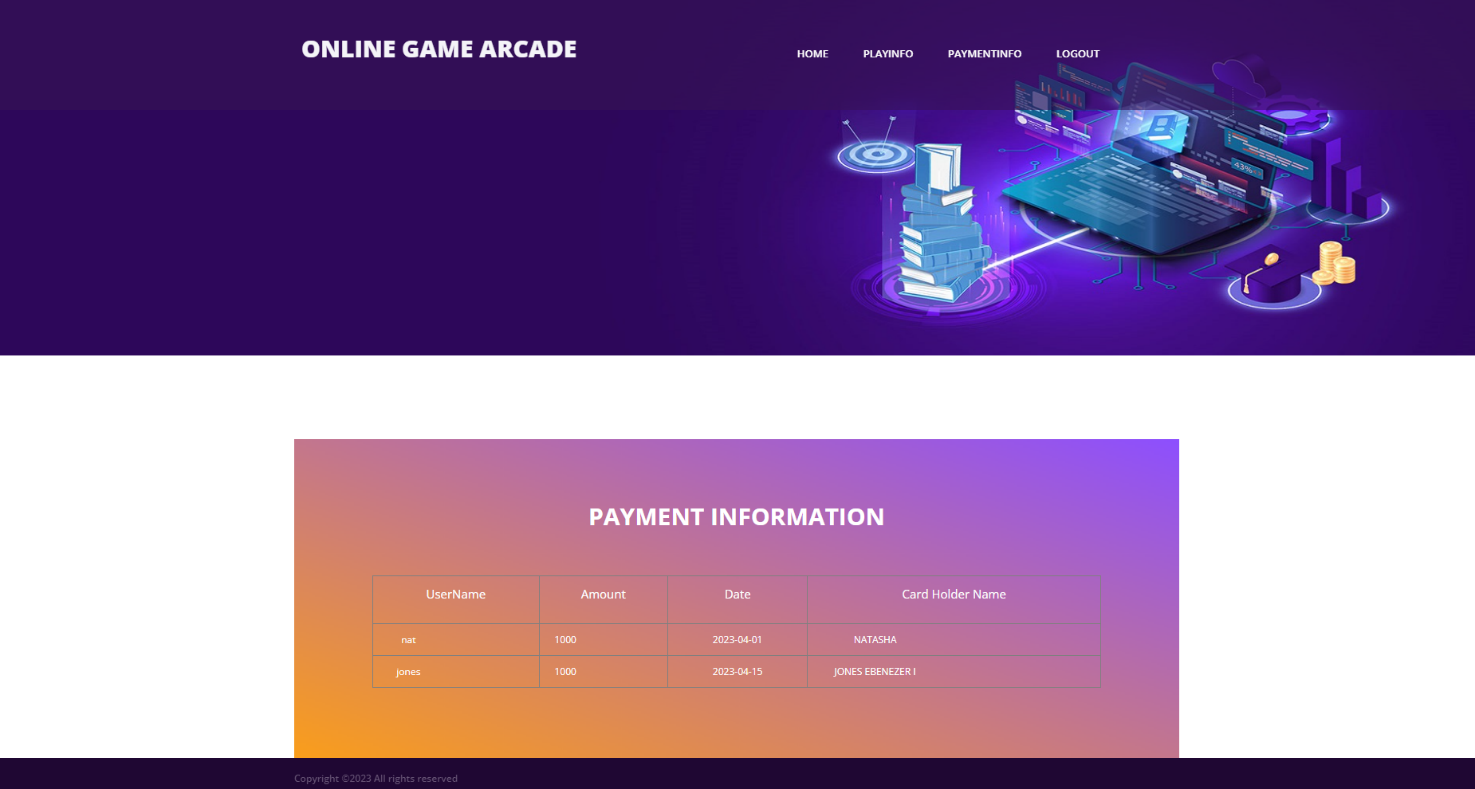 ONLINE GAME ARCADE
HOME PLAYINFO PAYMENTINFO LOGOUT
43%
PAYMENT INFORMATION
UserName Amount Date Card Holder Name
nat 1000 2023-04-01 NATASHA
jones 1000 2023-04-15 JONES EBENEZER I
Copyright ©2023 All rights reserved